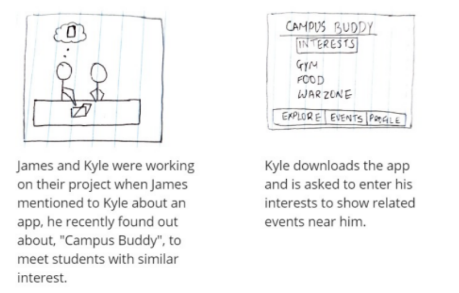 CAMPUS BUDDY
INTERESTS
GYM
FOOD
WARZONE
EXPLORE EVENTS
James and Kyle were working
on their project when James
mentioned to Kyle about an
app, he recently found out
about, "Campus Buddy", to
meet students with similar
interest.
Kyle downloads the app
and is asked to enter his
interests to show related
events near him.